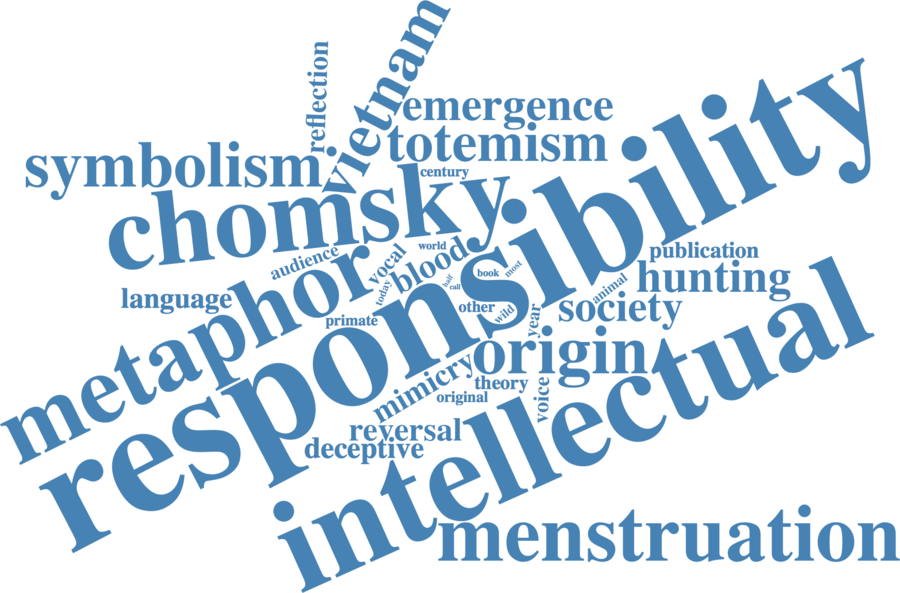 reflection
vietnam
emergence
totemism
symbolism
century
chomsky
responsibility
world
audience
vocal
blood
publication
hunting
book
most
half
call
today
animal
language
other
wild
society
primate
year
metaphor
origin
intellectual
mimicry
theory
original
voice
reversal
deceptive
menstruation